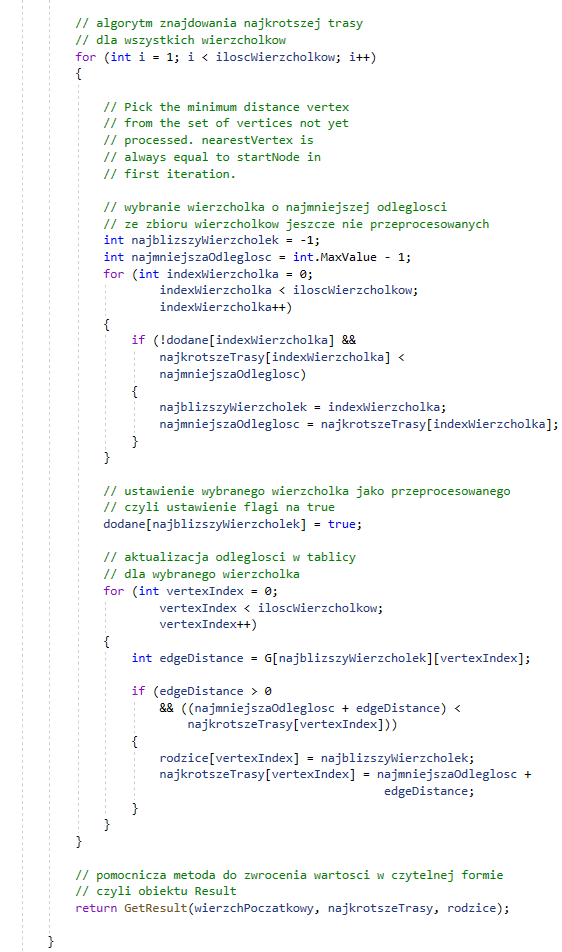 // algorytm znajdowania najkrotszej trasy
// dla wszystkich wierzcholkow
for (int i = 1; i < iloscWierzcholkow; i++)
{
// Pick the minimum distance vertex
// from the set of vertices not yet
// processed. nearestVertex is
// always equal to startNode in
// first iteration.
// wybranie wierzcholka o najmniejszej odleglosci
// ze zbioru wierzcholkow jeszcze nie przeprocesowanych
int najblizszyWierzcholek = -1;
int najmniejszaOdleglosc = int.MaxValue - 1;
for (int indexWierzcholka = 0;
indexWierzcholka < iloscWierzcholkow;
indexWierzcholka++)
{
if (!dodane[indexWierzcholka] &&
najkrotszeTrasy[indexWierzcholka] <
najmniejszaOdleglosc)
{
najblizszyWierzcholek = indexWierzcholka;
najmniejszaOdleglosc = najkrotszeTrasy[indexWierzcholka];
}
}
// ustawienie wybranego wierzcholka jako przeprocesowanego
// czyli ustawienie flagi na true
dodane[najblizszyWierzcholek] = true;
// aktualizacja odleglosci w tablicy
// dla wybranego wierzcholka
for (int vertexIndex = 0;
vertexIndex < iloscWierzcholkow;
vertexIndex++)
{
int edgeDistance = G[najblizszyWierzcholek][vertexIndex];
if (edgeDistance > 0
&& ((najmniejszaOdleglosc + edgeDistance) <
najkrotszeTrasy[vertexIndex]))
{
rodzice[vertexIndex] = najblizszyWierzcholek;
najkrotszeTrasy[vertexIndex] = najmniejszaOdleglosc +
edgeDistance;
}
}
}
// pomocnicza metoda do zwrocenia wartosci w czytelnej formie
// czyli obiektu Result
return GetResult(wierzchPoczatkowy, najkrotszeTrasy, rodzice);
}